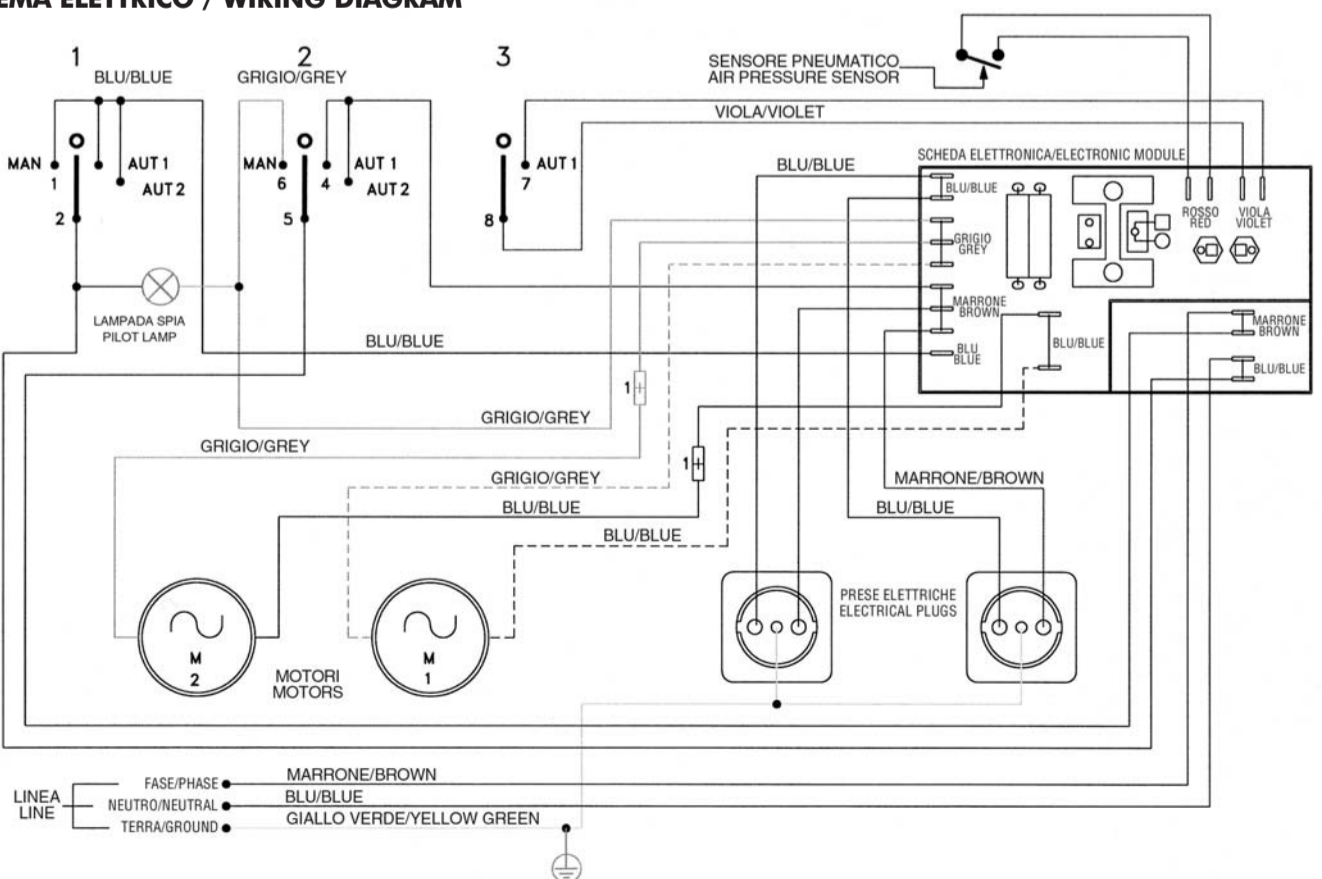 EMA ELETTRICO / WIRING DIAGRAM
1
BLU/BLUE
MAN
1
2
AUT 1
AUT 2
2
GRIGIO/GREY
MAN
6
4
5
AUT 1
AUT 2
3
AUT 1
7
8
SENSORE PNEUMATICO
AIR PRESSURE SENSOR
VIOLA/VIOLET
BLU/BLUE
SCHEDA ELETTRONICA/ELECTRONIC MODULE
BLU/BLUE
GRIGIO
GREY
MARRONE
BROWN
BLU
BLUE
BLU/BLUE
ROSSO
RED
VIOLA
VIOLET
MARRONE
BROWN
BLU/BLUE
LAMPADA SPIA
PILOT LAMP
BLU/BLUE
1
GRIGIO/GREY
GRIGIO/GREY
1
GRIGIO/GREY
MARRONE/BROWN
BLU/BLUE
BLU/BLUE
BLU/BLUE
M
2
MOTORI
MOTORS
M
1
PRESE ELETTRICHE
ELECTRICAL PLUGS
LINEA
LINE
FASE/PHASE
MARRONE/BROWN
NEUTRO/NEUTRAL
BLU/BLUE
TERRA/GROUND
GIALLO VERDE/YELLOW GREEN